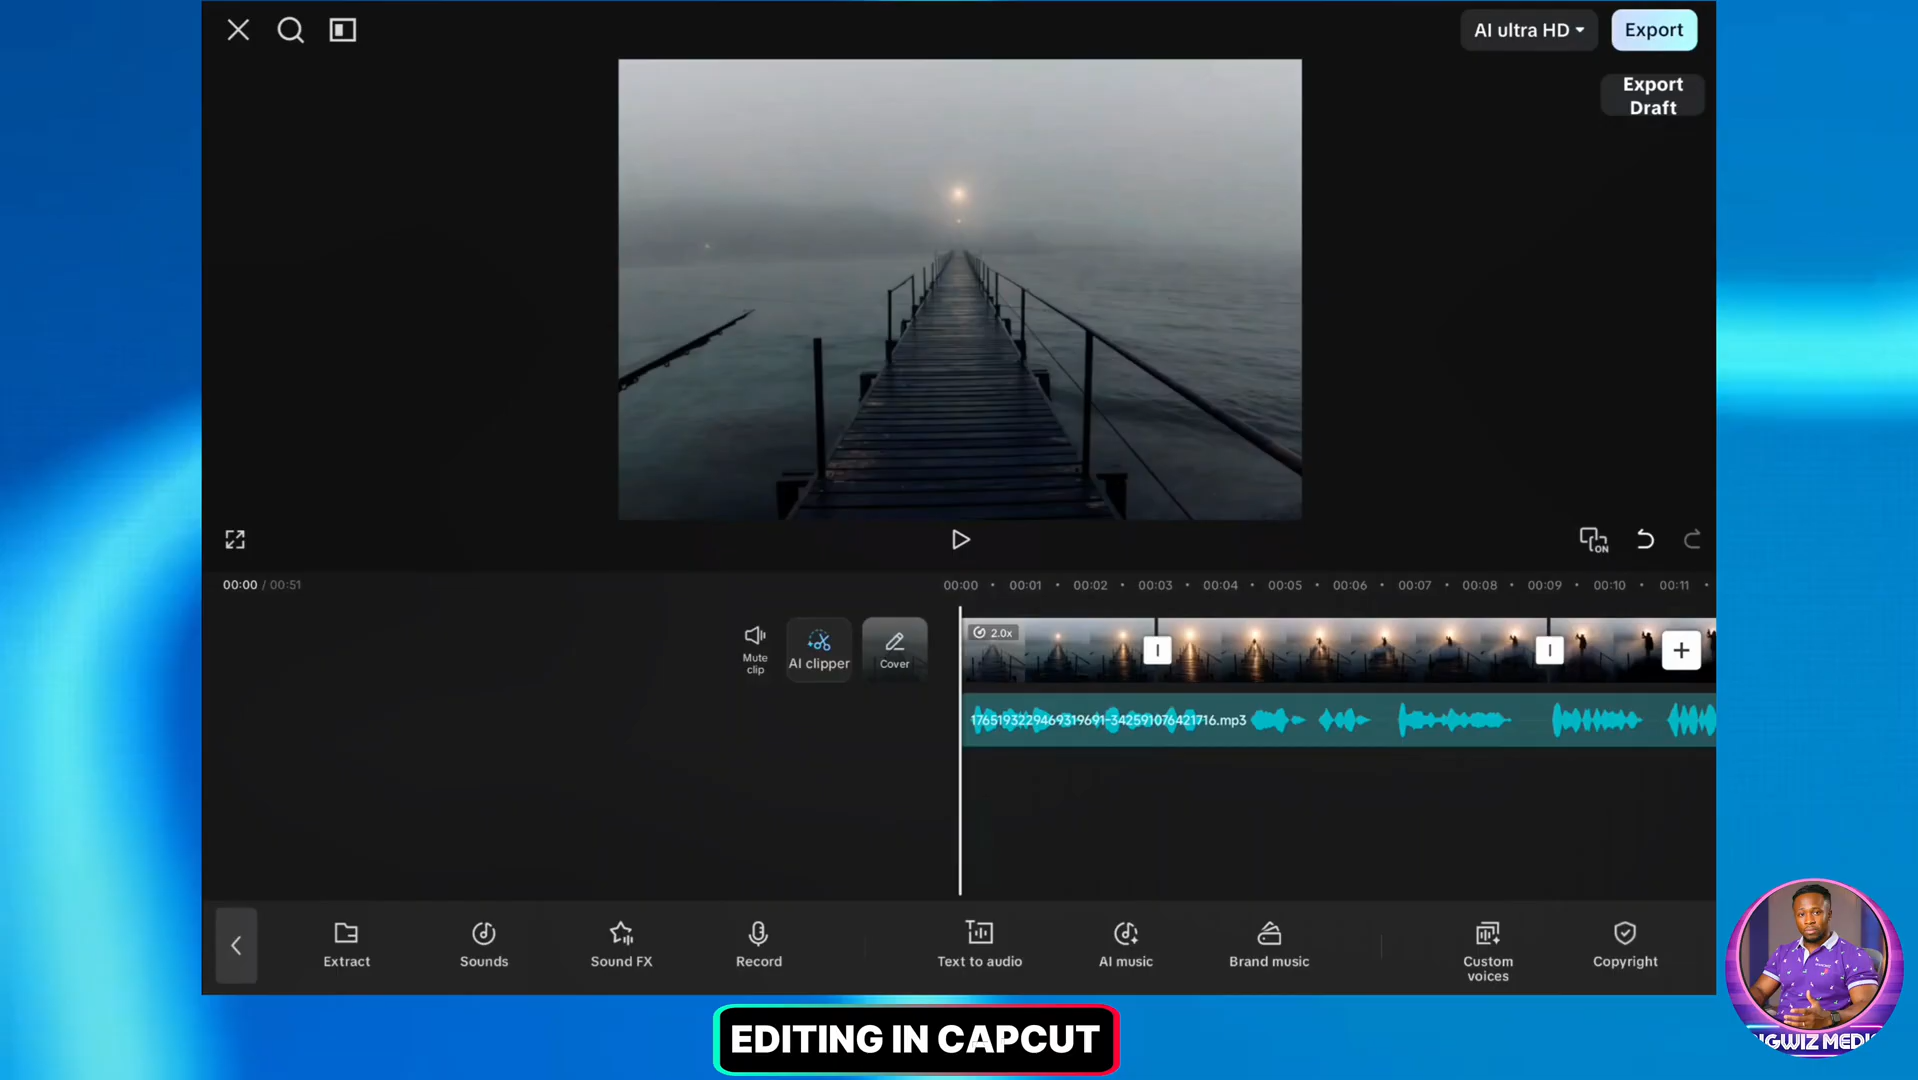 AI ultra HD
Export
Export
Draft
ON
00:00 / 00:51
00:00 00:01 00:02 00:03 00:04 00:05 00:06 00:07 00:08 00:09 00:10 00:11
2.0x
Mute
clip
AI clipper
Cover
1765193229469319691-342591076421716.mp3
Extract
Sounds
Sound FX
Record
Text to audio
AI music
Brand music
Custom
voices
Copyright
EDITING IN CAPCUT